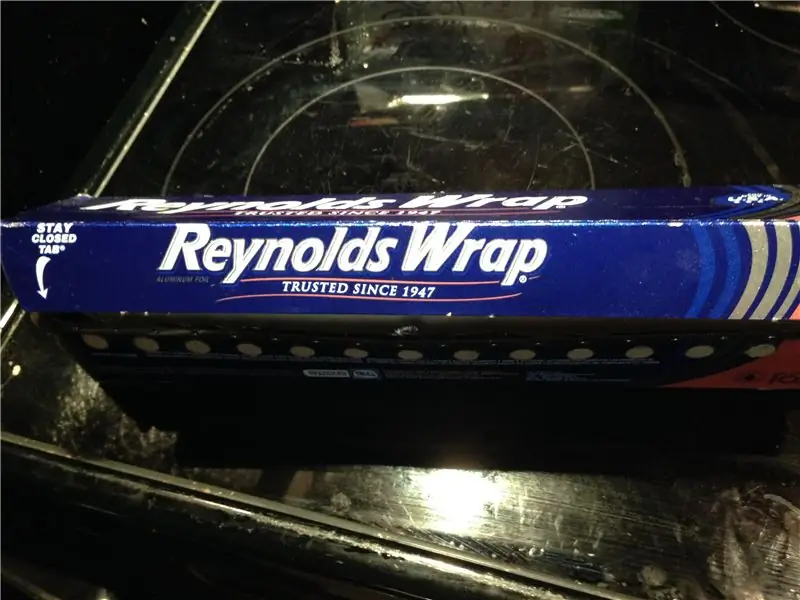 Reynolds Wrap
TRUSTED SINCE 1947
STAY
CLOSED
TAB®
Reynolds Wrap®
ALUMINUM FOIL
TRUSTED SINCE 1947